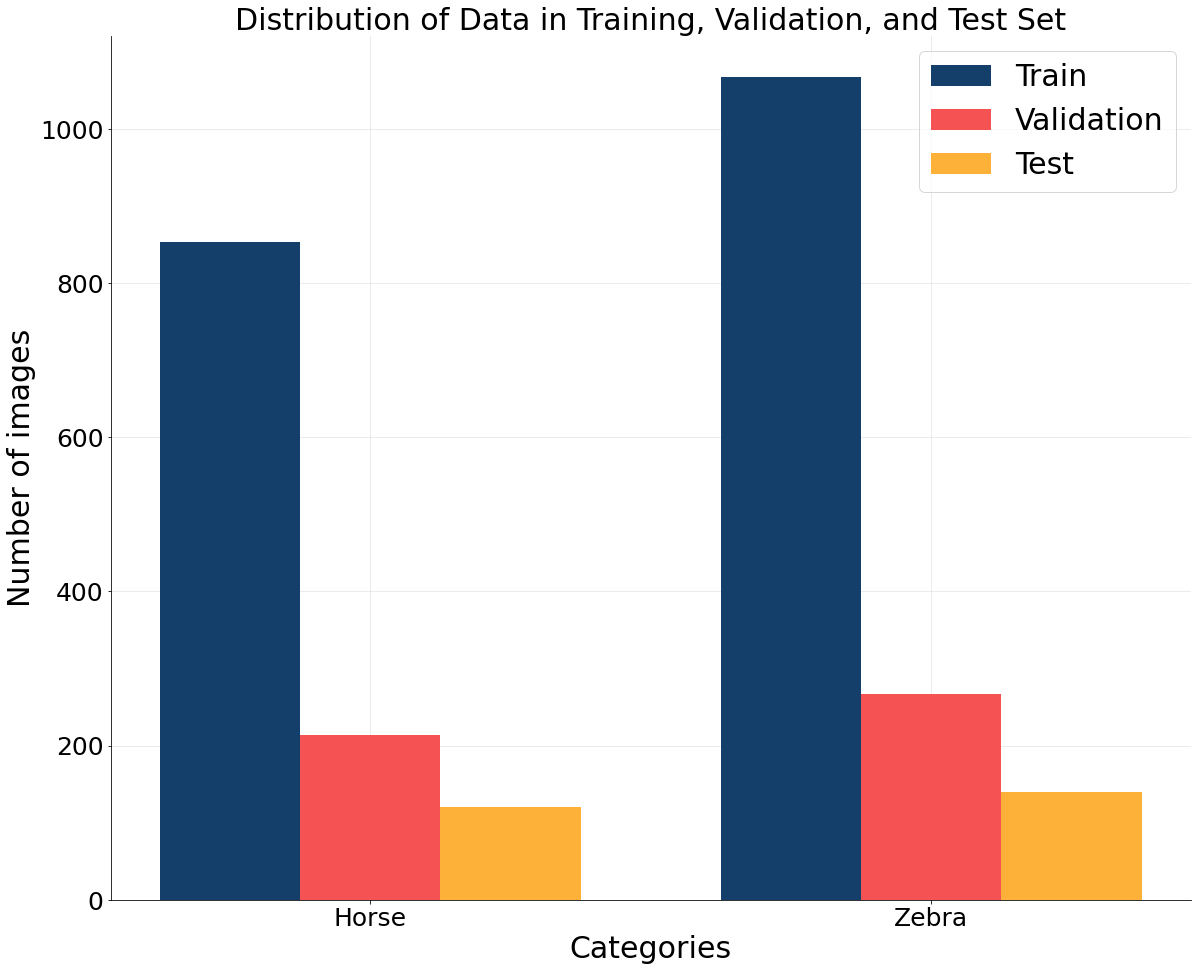 Distribution of Data in Training, Validation, and Test Set
Train
Validation
Test
1000
800
600
400
200
0
Number of images
Horse
Zebra
Categories